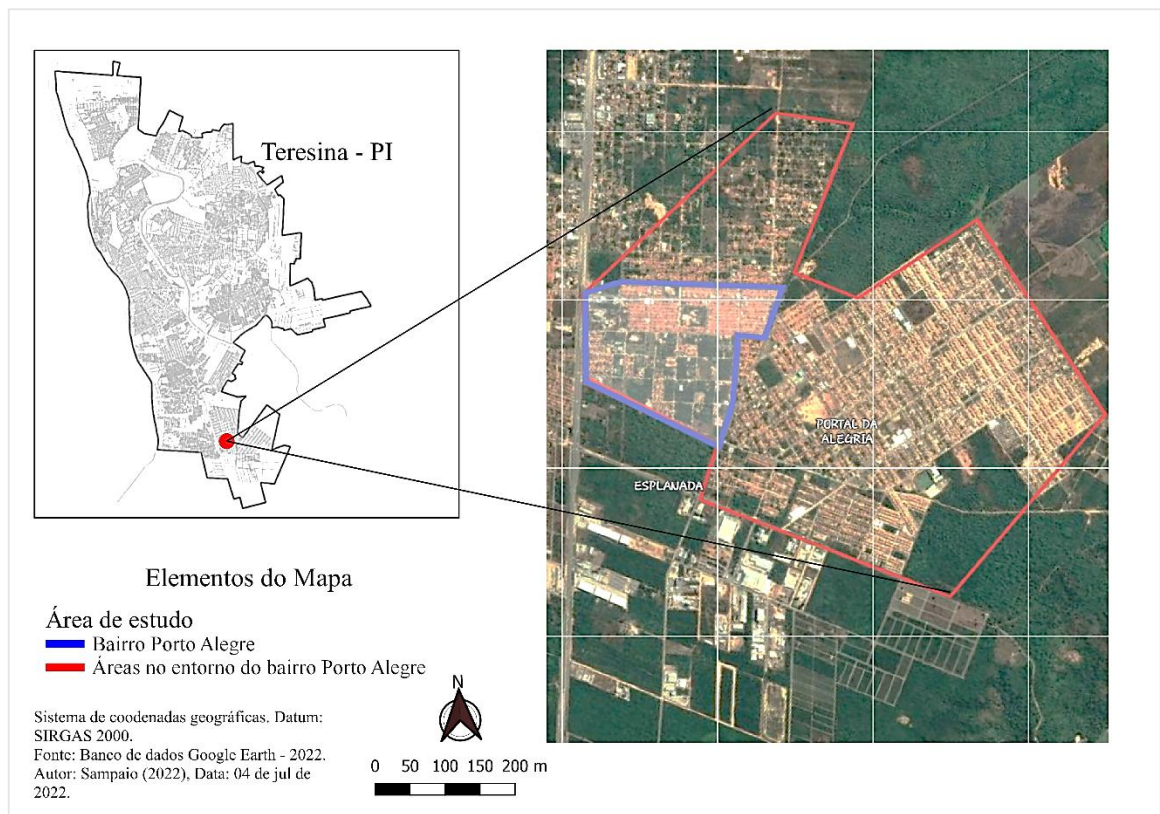 Teresina - PI
PORTAL DA
ALEGRIA
ESPLANADA
Elementos do Mapa
Área de estudo
Bairro Porto Alegre
Áreas no entorno do bairro Porto Alegre
Sistema de coodenadas geográficas. Datum:
SIRGAS 2000.
Fonte: Banco de dados Google Earth - 2022.
Autor: Sampaio (2022), Data: 04 de jul de
2022.
N
0 50 100 150 200 m